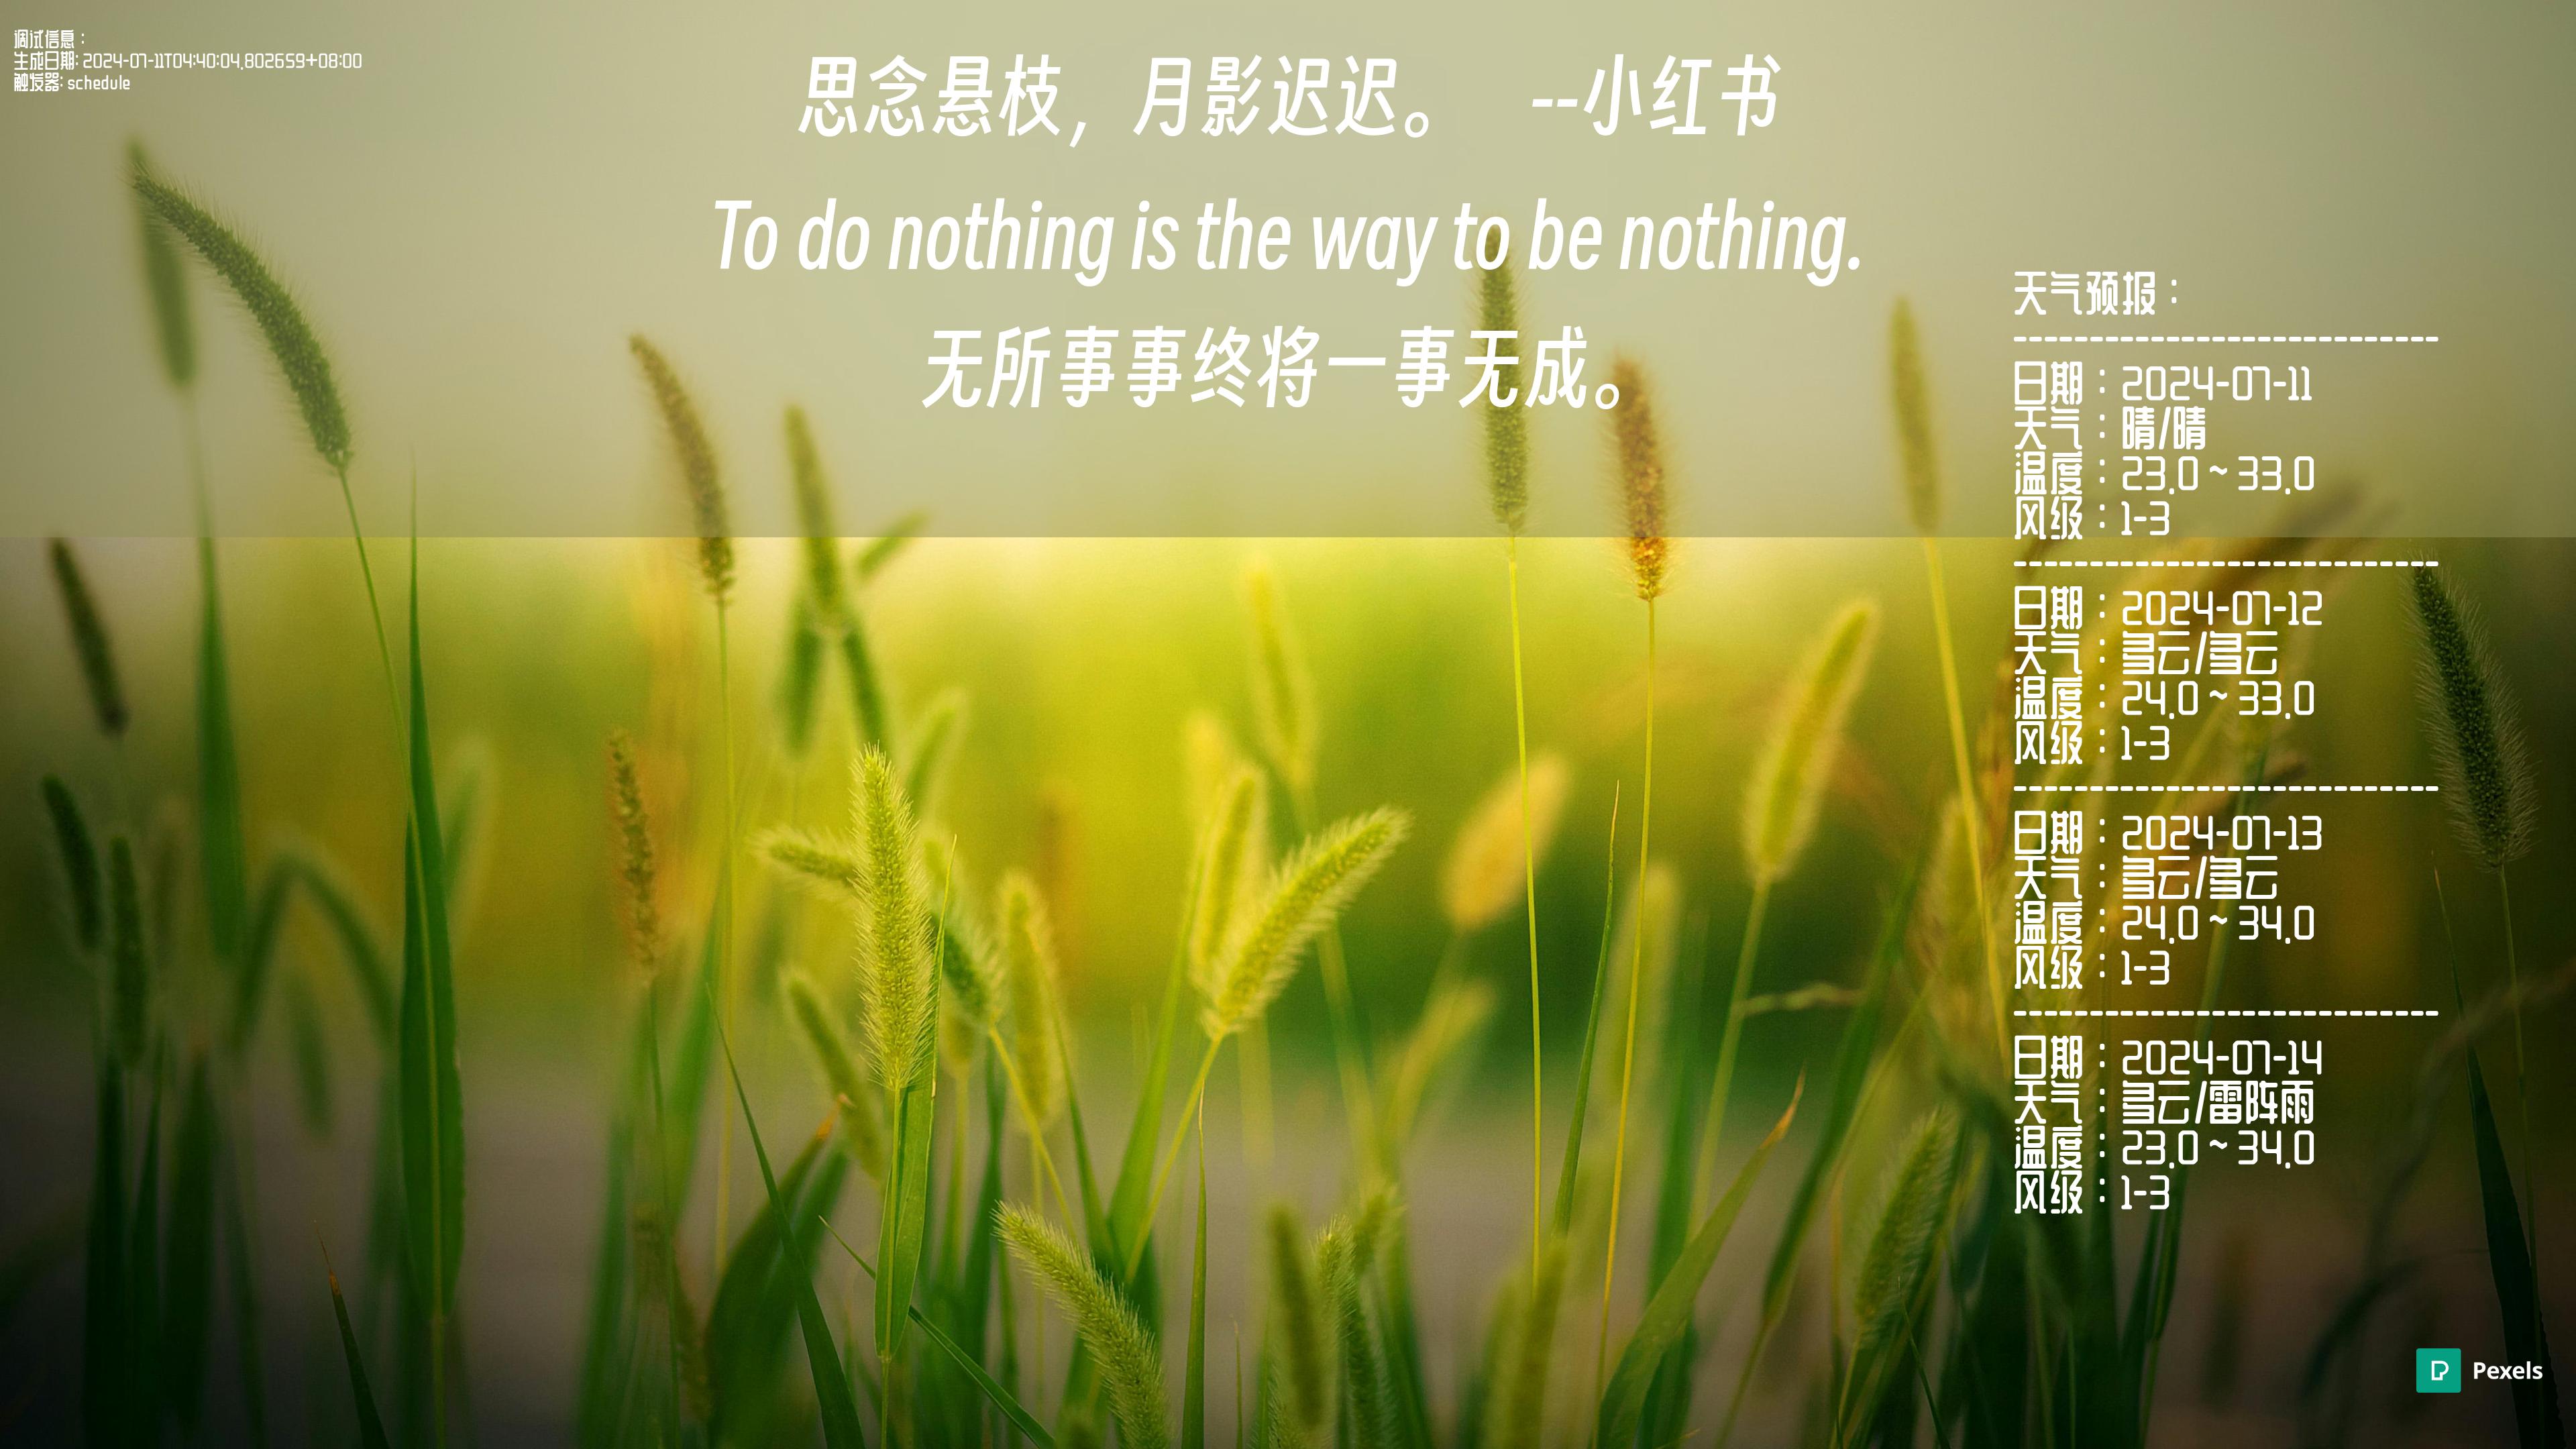 调试信息：
生成日期: 2024-07-11T04:40:04.802659+08:00
触发器: schedule
思念悬枝，月影迟迟。 --小红书
To do nothing is the way to be nothing.
无所事事终将一事无成。
天气预报：
------------------------------
日期：2024-07-11
天气：晴/晴
温度：23.0 ~ 33.0
风级：1-3
------------------------------
日期：2024-07-12
天气：多云/多云
温度：24.0 ~ 33.0
风级：1-3
------------------------------
日期：2024-07-13
天气：多云/多云
温度：24.0 ~ 34.0
风级：1-3
------------------------------
日期：2024-07-14
天气：多云/雷阵雨
温度：23.0 ~ 34.0
风级：1-3
Pexels